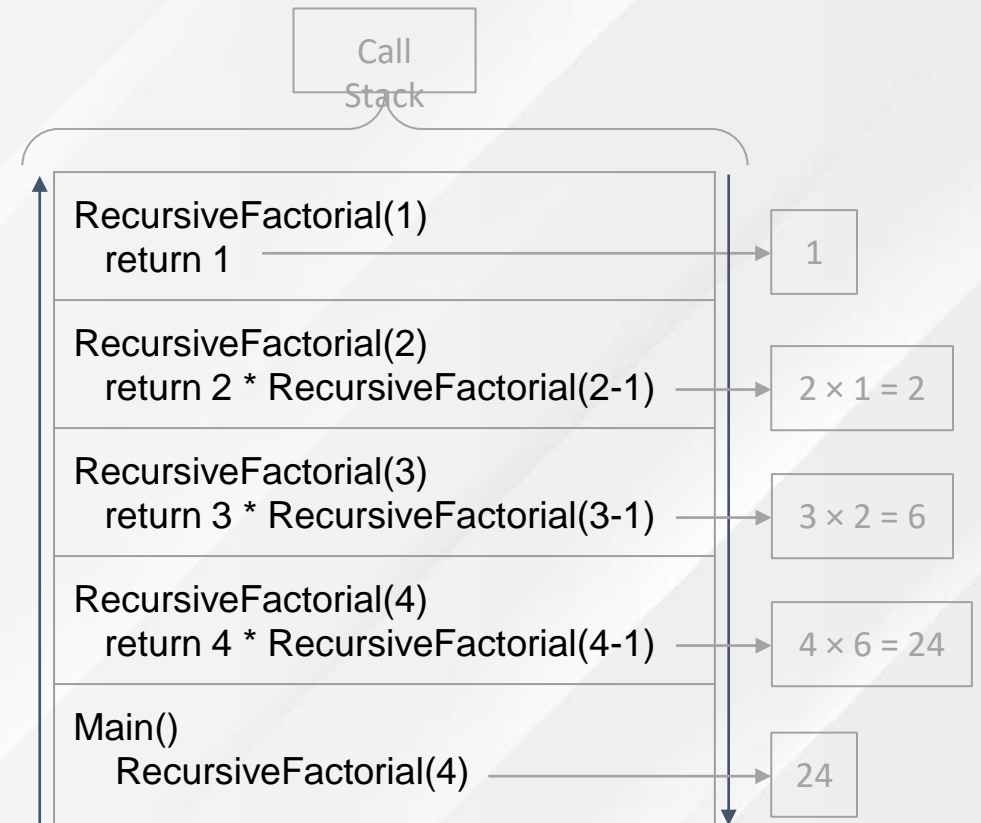 Call
Stack
RecursiveFactorial(1)
return 1
1
RecursiveFactorial(2)
return 2 * RecursiveFactorial(2-1)
2 × 1 = 2
RecursiveFactorial(3)
return 3 * RecursiveFactorial(3-1)
3 × 2 = 6
RecursiveFactorial(4)
return 4 * RecursiveFactorial(4-1)
4 × 6 = 24
Main()
RecursiveFactorial(4)
24